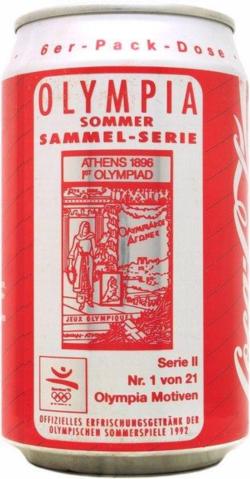 6er-Pack-Dose
OLYMPIA
SOMMER
SAMMEL-SERIE
ATHENS 1896
1ST OLYMPIAD
JEUX OLYMPIQUES
Serie II
Nr. 1 von 21
Olympia Motiven
OFFIZIELLES ERFRISCHUNGSGETRÄNK DER
OLYMPISCHEN SOMMERSPIELE 1992